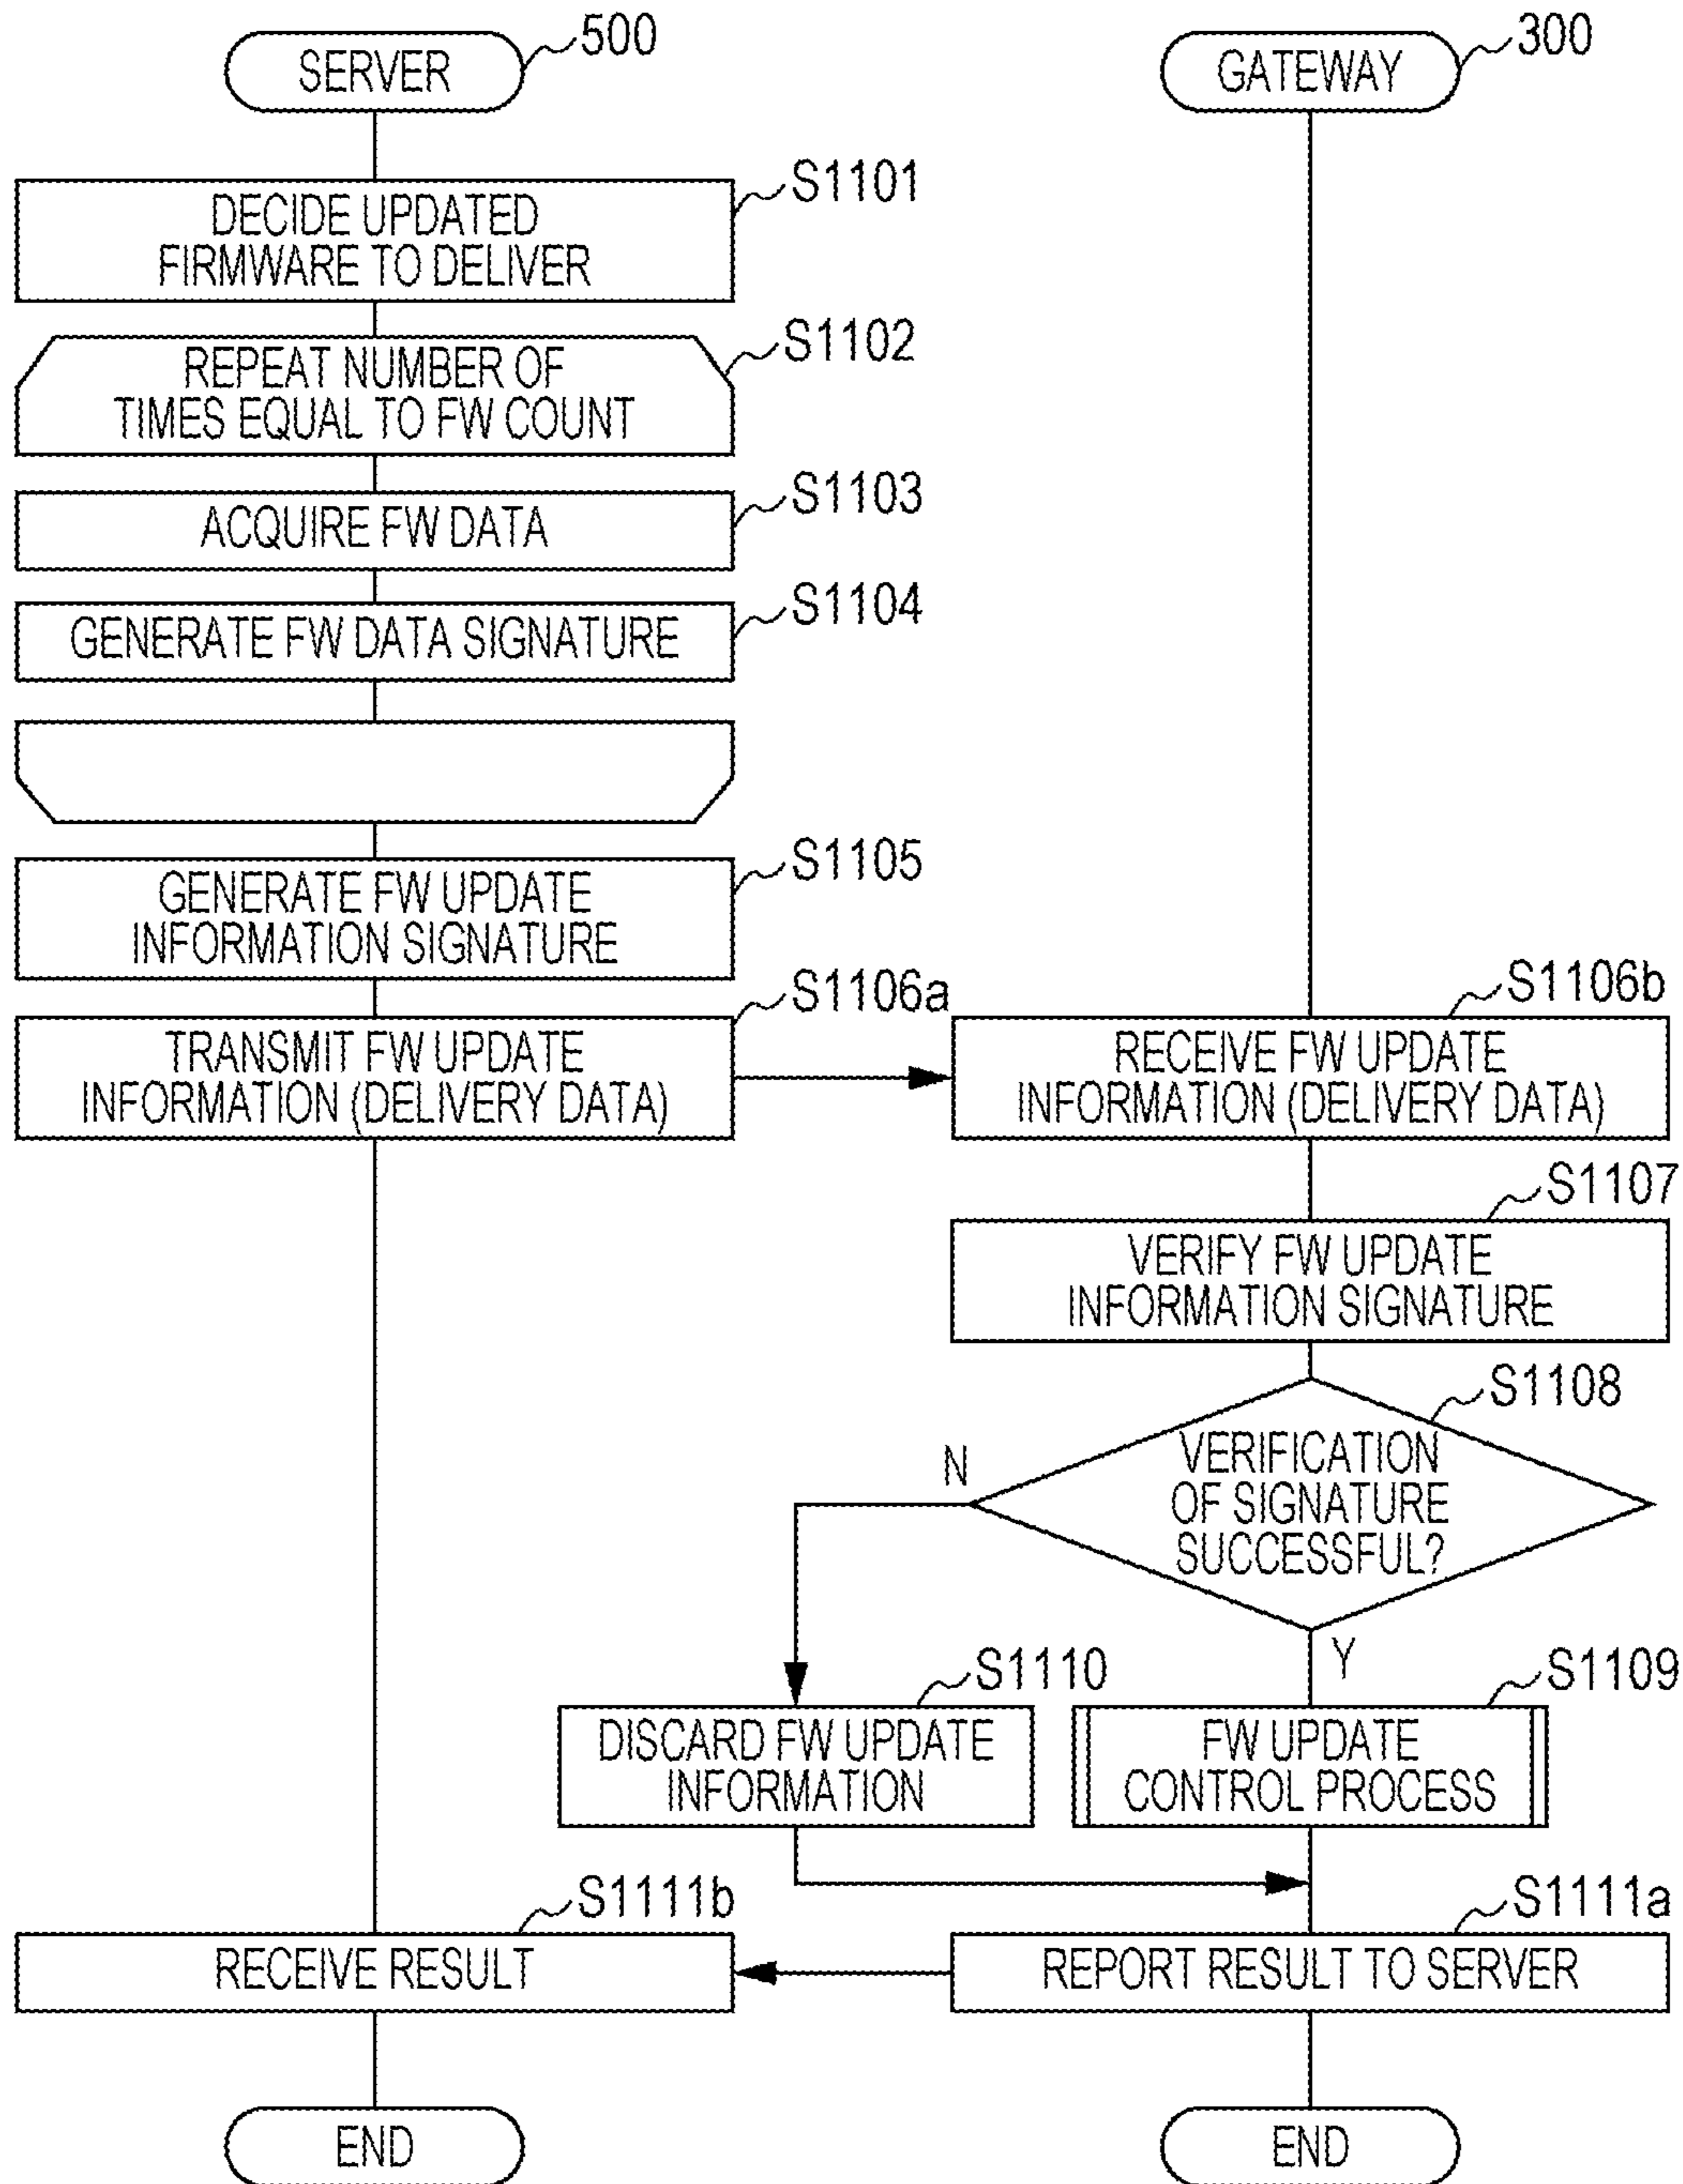 SERVER
500
GATEWAY
300
S1101
DECIDE UPDATED
FIRMWARE TO DELIVER
S1102
REPEAT NUMBER OF
TIMES EQUAL TO FW COUNT
S1103
ACQUIRE FW DATA
S1104
GENERATE FW DATA SIGNATURE
S1105
GENERATE FW UPDATE
INFORMATION SIGNATURE
S1106a
TRANSMIT FW UPDATE
INFORMATION (DELIVERY DATA)
S1106b
RECEIVE FW UPDATE
INFORMATION (DELIVERY DATA)
S1107
VERIFY FW UPDATE
INFORMATION SIGNATURE
S1108
VERIFICATION
OF SIGNATURE
SUCCESSFUL?
N
Y
S1110
DISCARD FW UPDATE
INFORMATION
S1109
FW UPDATE
CONTROL PROCESS
S1111b
RECEIVE RESULT
S1111a
REPORT RESULT TO SERVER
END
END